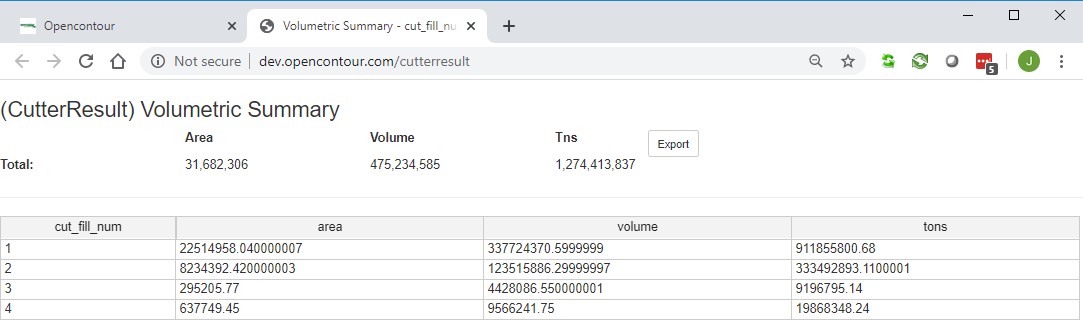 Opencontour
Volumetric Summary - cut_fill_nu
Not secure | dev.opencontour.com/cutterresult
5
J
(CutterResult) Volumetric Summary
Area Volume Tns Export
Total: 31,682,306 475,234,585 1,274,413,837
cut_fill_num area volume tons
1 22514958.040000007 337724370.5999999 911855800.68
2 8234392.420000003 123515886.29999997 333492893.1100001
3 295205.77 4428086.550000001 9196795.14
4 637749.45 9566241.75 19868348.24